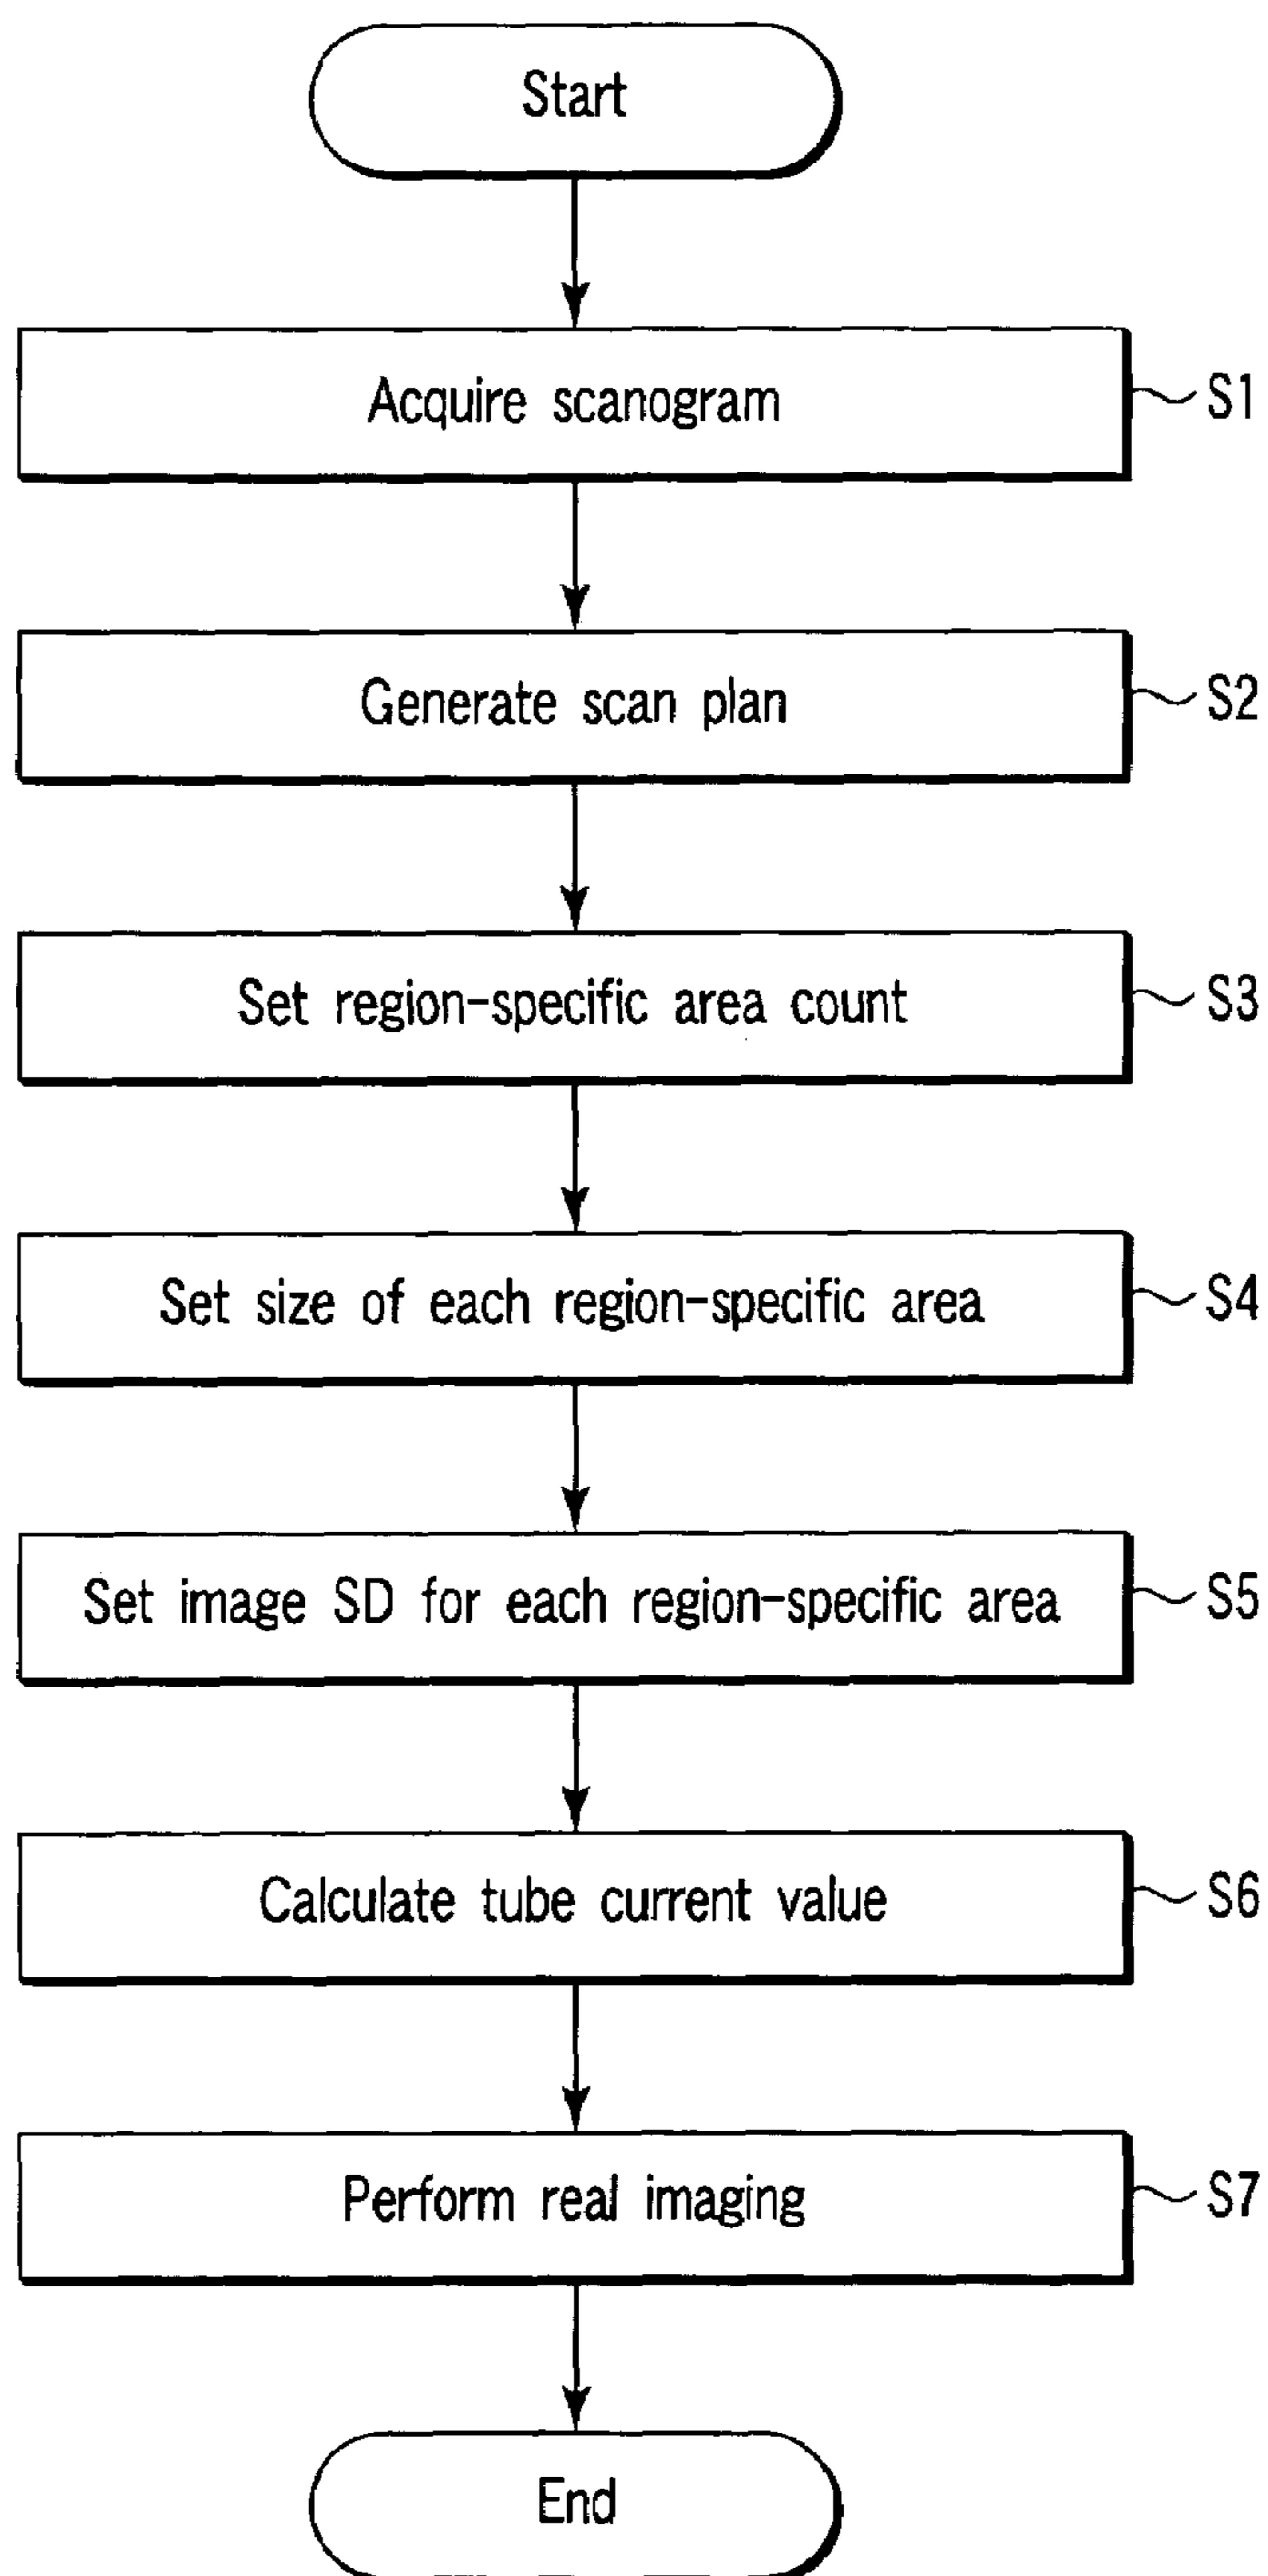 Start
Acquire scanogram
S1
Generate scan plan
S2
Set region-specific area count
S3
Set size of each region-specific area
S4
Set image SD for each region-specific area
S5
Calculate tube current value
S6
Perform real imaging
S7
End